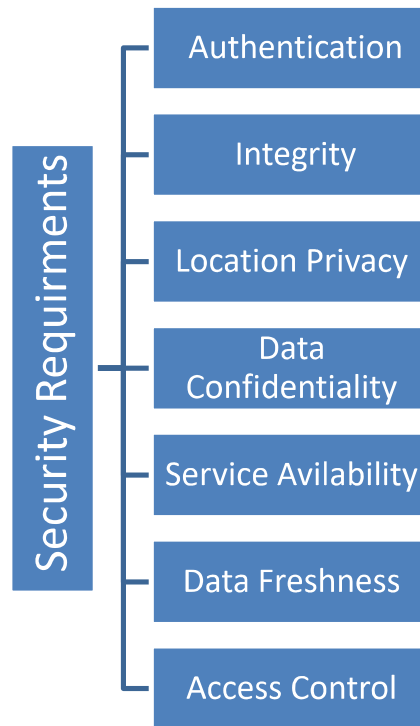 Security Requirments
Authentication
Integrity
Location Privacy
Data
Confidentiality
Service Avilability
Data Freshness
Access Control